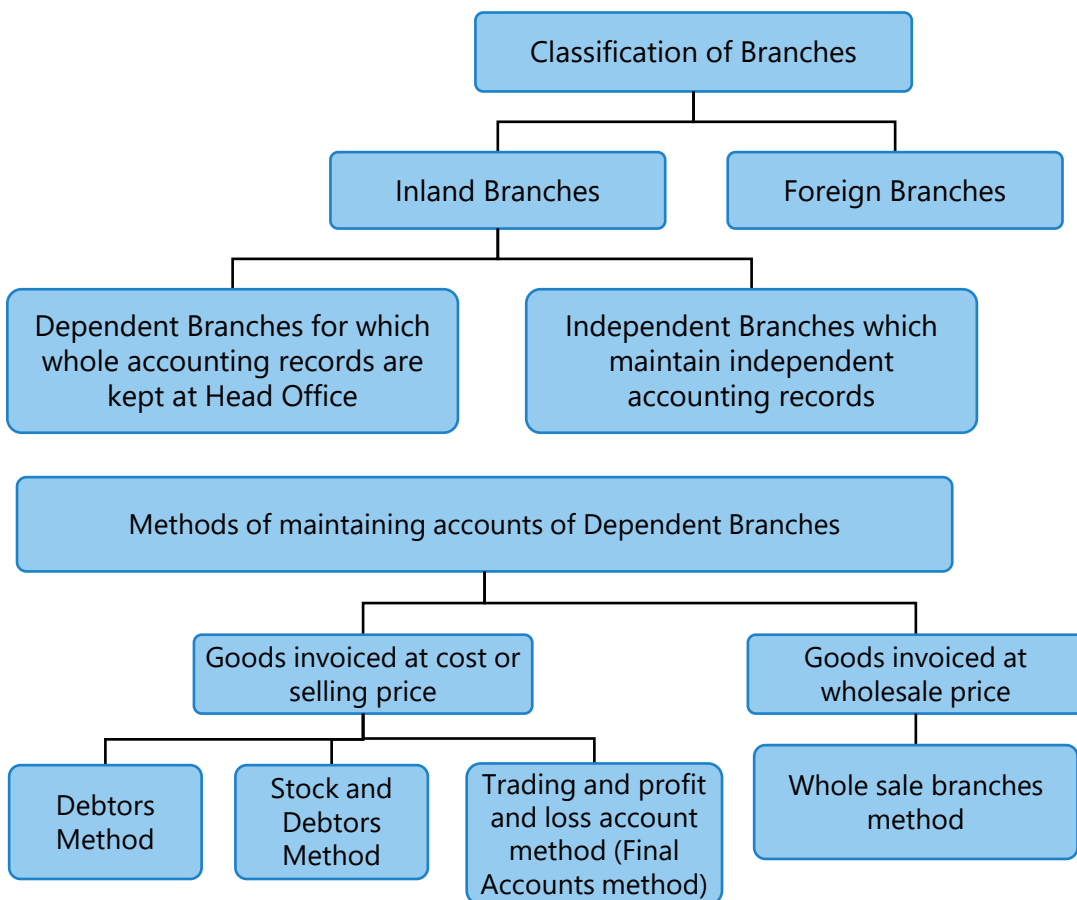 Classification of Branches
Inland Branches
Foreign Branches
Dependent Branches for which
whole accounting records are
kept at Head Office
Independent Branches which
maintain independent
accounting records
Methods of maintaining accounts of Dependent Branches
Goods invoiced at cost or
selling price
Goods invoiced at
wholesale price
Debtors
Method
Stock and
Debtors
Method
Trading and profit
and loss account
method (Final
Accounts method)
Whole sale branches
method